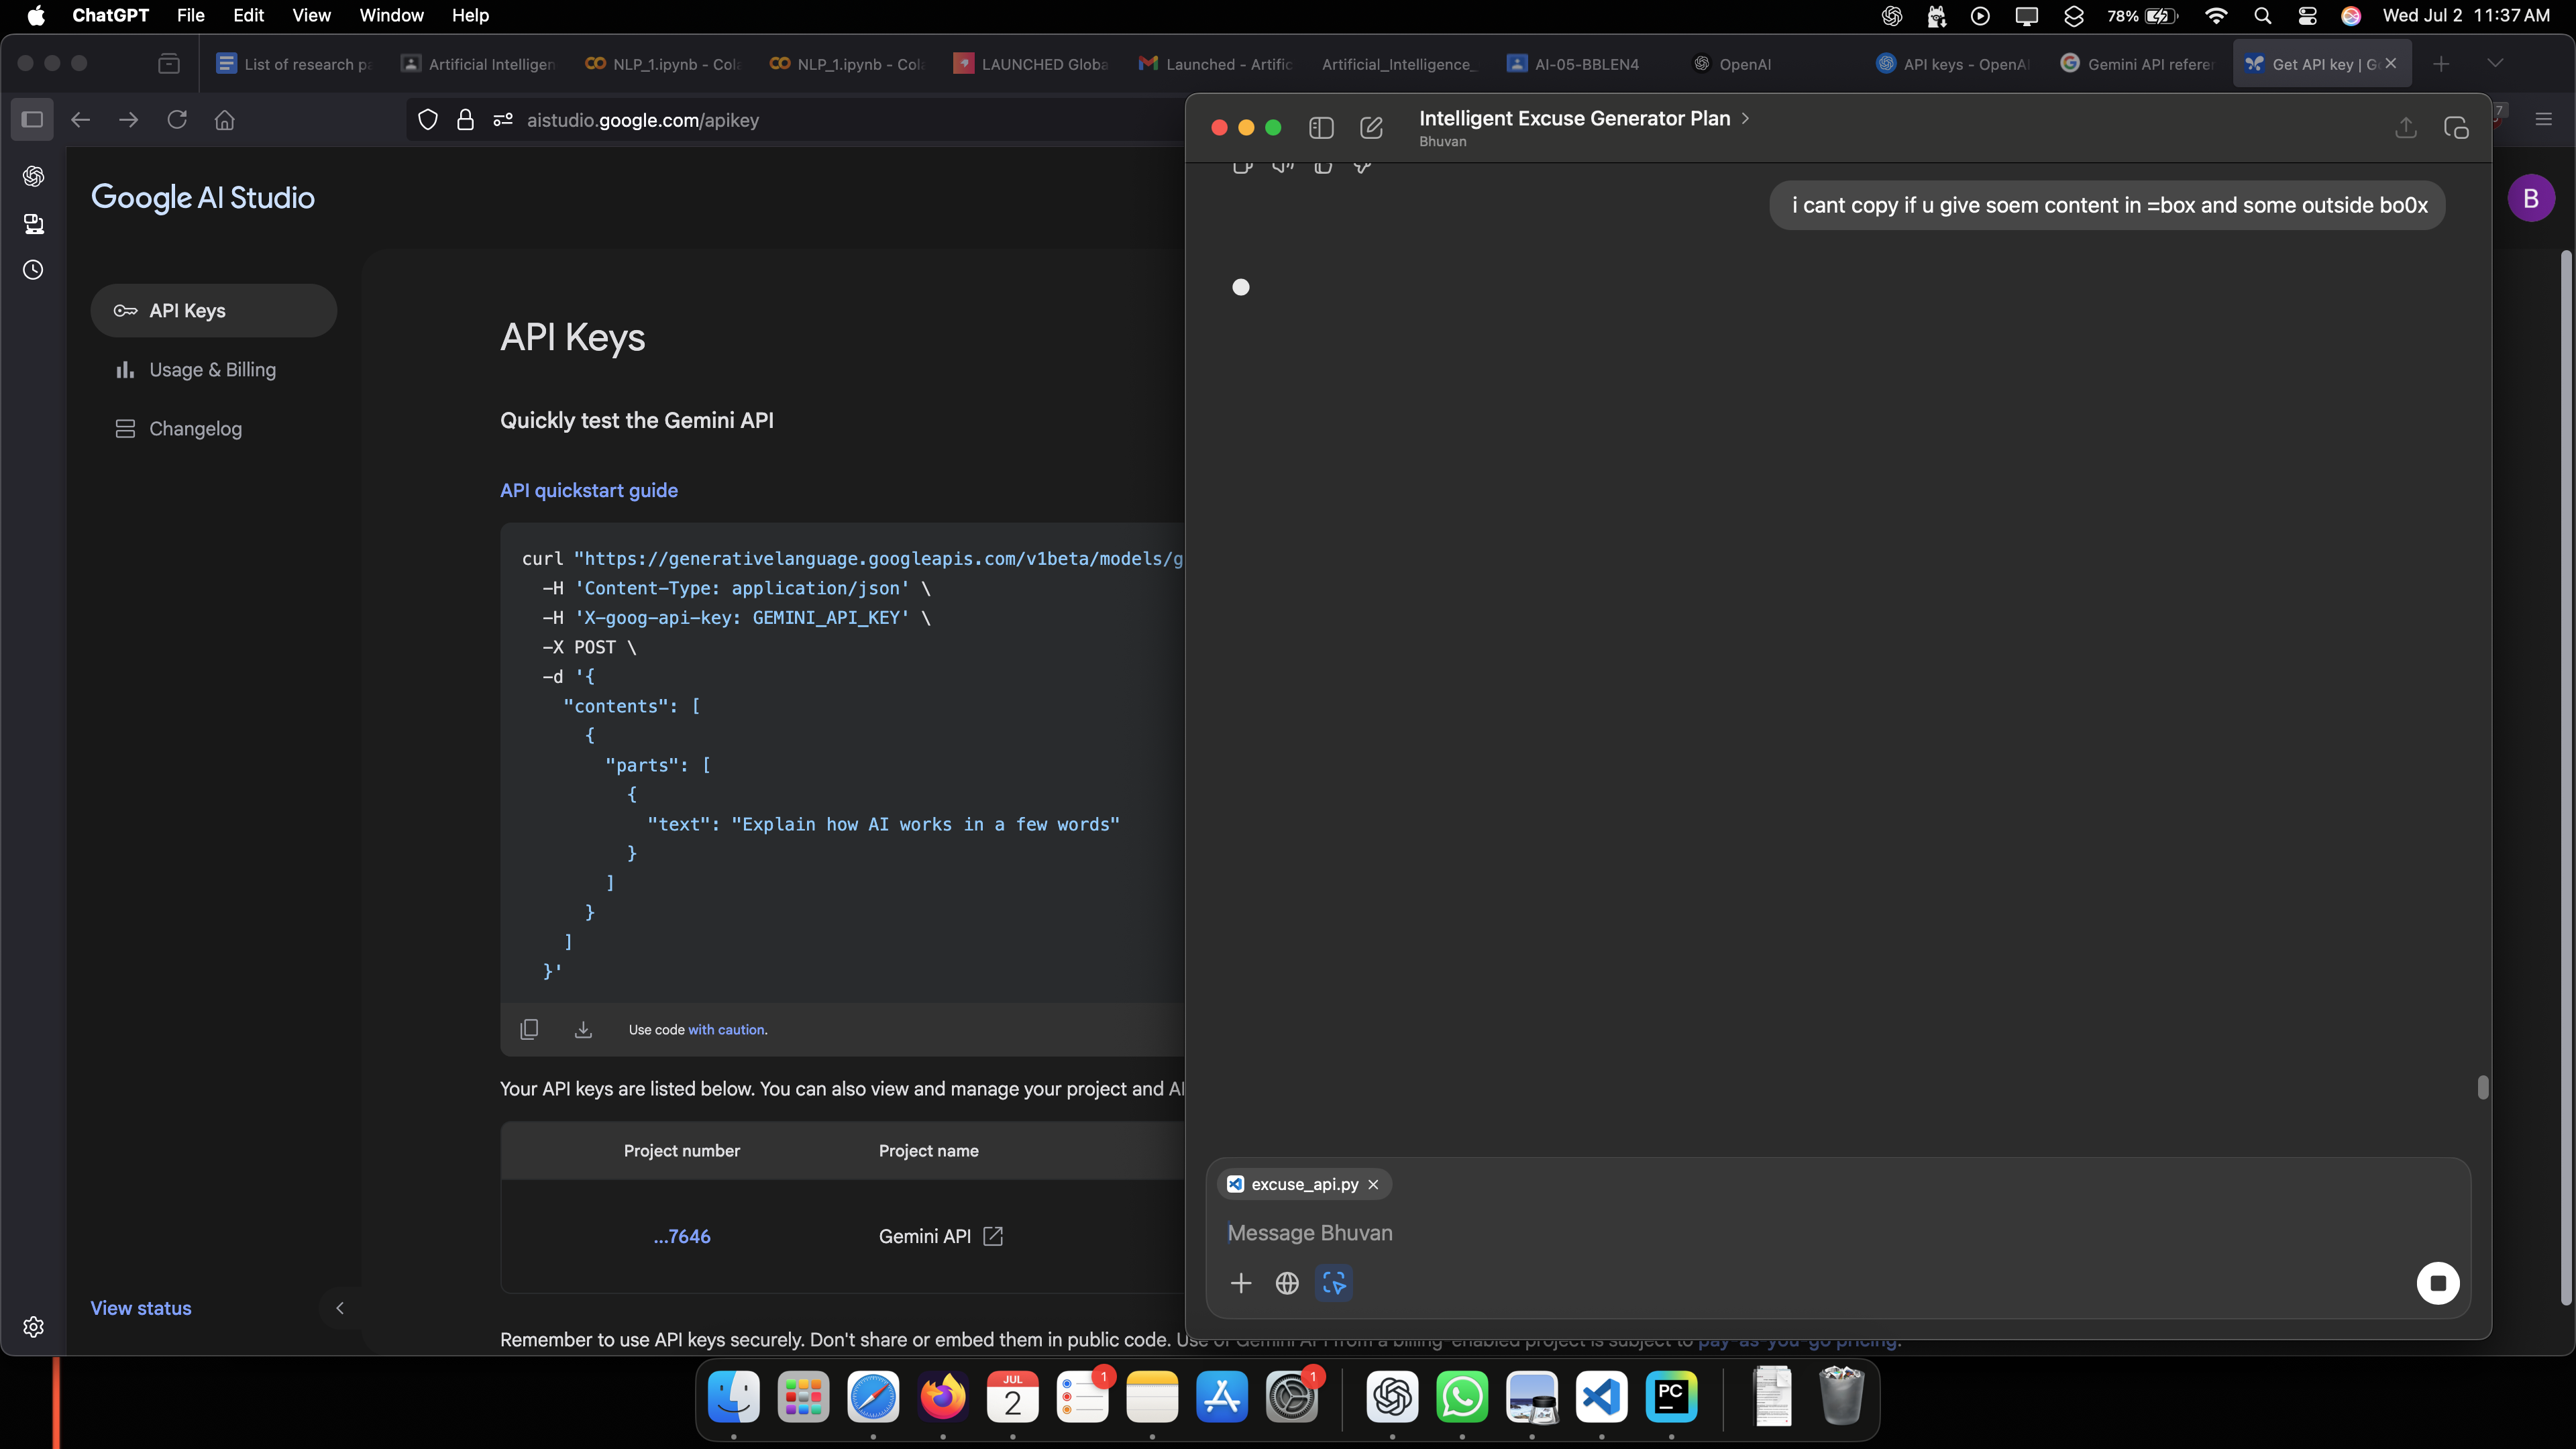 ChatGPT File Edit View Window Help
78% Wed Jul 2 11:37 AM
List of research pa
Artificial Intelligen
NLP_1.ipynb - Cola
NLP_1.ipynb - Cola
LAUNCHED Globa
Launched - Artific
Artificial_Intelligence_
AI-05-BBLEN4
OpenAI
API keys - OpenAI
Gemini API referen
Get API key | G
aistudio.google.com/apikey
7
Google AI Studio
B
API Keys
Usage & Billing
Changelog
View status
API Keys
Quickly test the Gemini API
API quickstart guide
curl "https://generativelanguage.googleapis.com/v1beta/models/g
-H 'Content-Type: application/json' \
-H 'X-goog-api-key: GEMINI_API_KEY' \
-X POST \
-d '{
"contents": [
{
"parts": [
{
"text": "Explain how AI works in a few words"
}
]
}
]
}'
Use code with caution.
Your API keys are listed below. You can also view and manage your project and AI
Project number Project name
...7646 Gemini API
Remember to use API keys securely. Don't share or embed them in public code. Use of Gemini API from a billing-enabled project is subject to pay-as-you-go pricing.
Intelligent Excuse Generator Plan
Bhuvan
i cant copy if u give soem content in =box and some outside bo0x
excuse_api.py
Message Bhuvan
JUL
2
1
1
PC